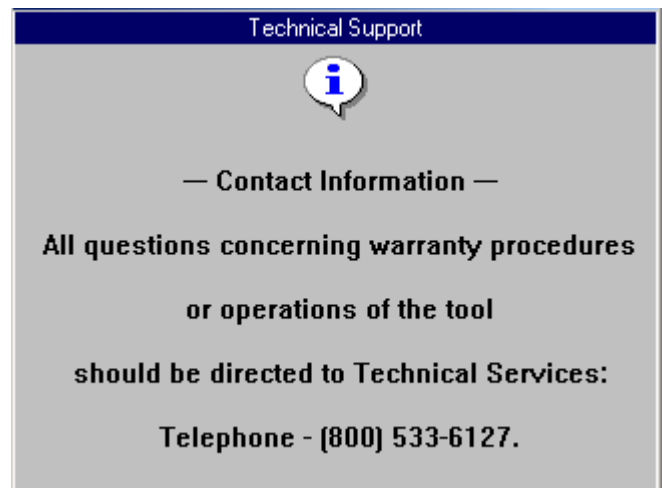 Technical Support
— Contact Information —
All questions concerning warranty procedures
or operations of the tool
should be directed to Technical Services:
Telephone - (800) 533-6127.